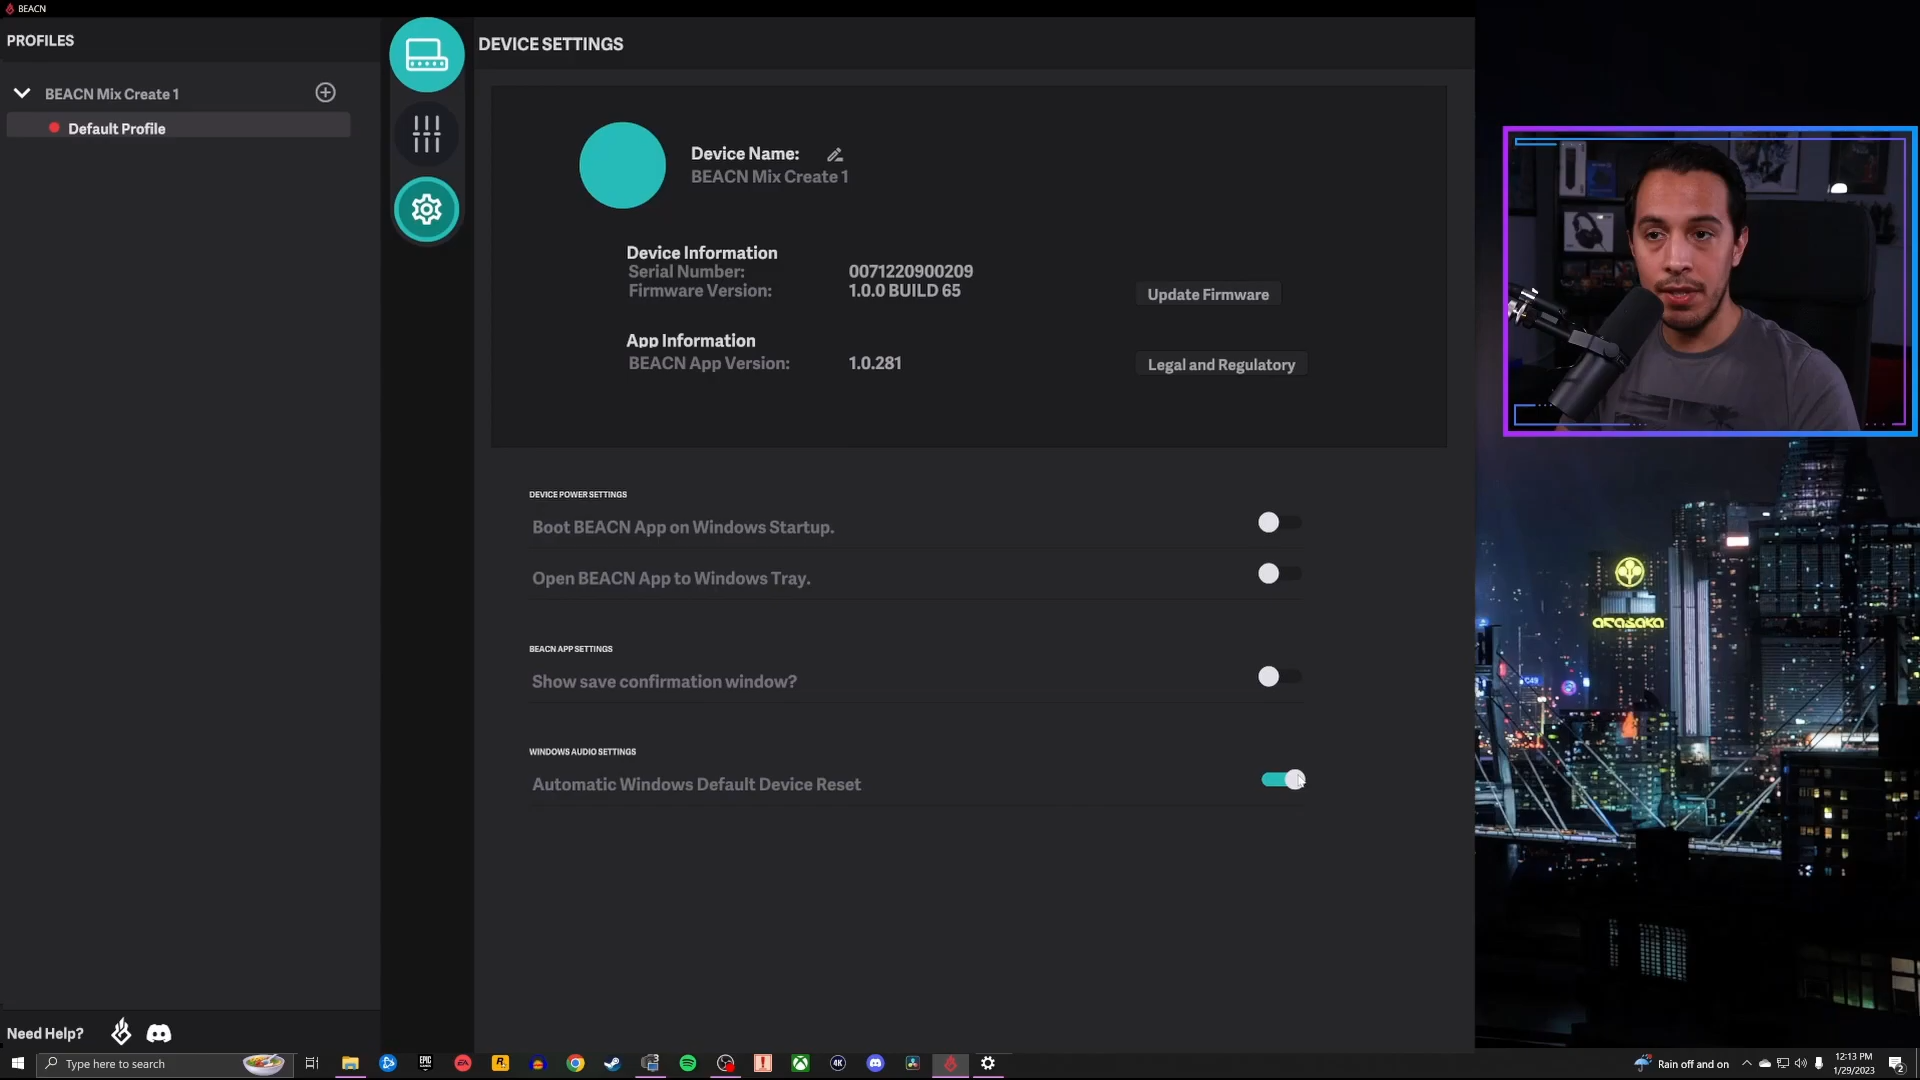 BEACN
PROFILES
BEACN Mix Create 1
Default Profile
DEVICE SETTINGS
Device Name:
BEACN Mix Create 1
Device Information
Serial Number: 0071220900209
Firmware Version: 1.0.0 BUILD 65
Update Firmware
App Information
BEACN App Version: 1.0.281
Legal and Regulatory
DEVICE POWER SETTINGS
Boot BEACN App on Windows Startup.
Open BEACN App to Windows Tray.
BEACN APP SETTINGS
Show save confirmation window?
WINDOWS AUDIO SETTINGS
Automatic Windows Default Device Reset
arasaka
Need Help?
Type here to search
EPIC
EA
R
4K
Rain off and on
12:13 PM
1/29/2023
2